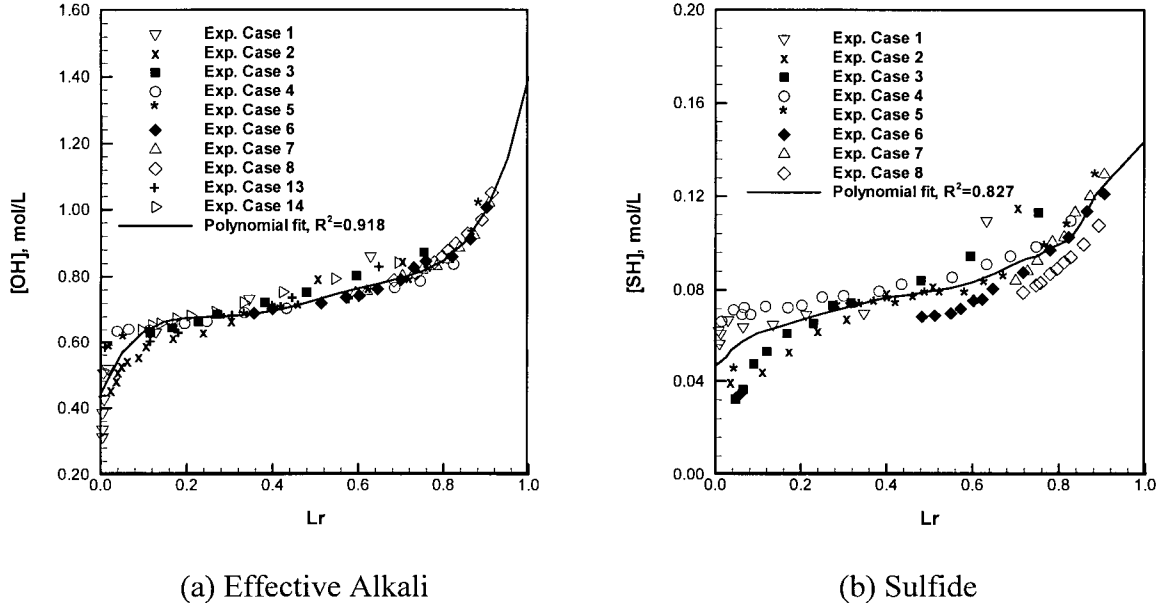 1.60
1.40
1.20
1.00
0.80
0.60
0.40
0.20
[OH], mol/L
Exp. Case 1
Exp. Case 2
Exp. Case 3
Exp. Case 4
Exp. Case 5
Exp. Case 6
Exp. Case 7
Exp. Case 8
Exp. Case 13
Exp. Case 14
Polynomial fit, R²=0.918
0.0 0.2 0.4 0.6 0.8 1.0
Lr
(a) Effective Alkali
0.20
0.16
0.12
0.08
0.04
0.00
[SH], mol/L
Exp. Case 1
Exp. Case 2
Exp. Case 3
Exp. Case 4
Exp. Case 5
Exp. Case 6
Exp. Case 7
Exp. Case 8
Polynomial fit, R²=0.827
0.0 0.2 0.4 0.6 0.8 1.0
Lr
(b) Sulfide